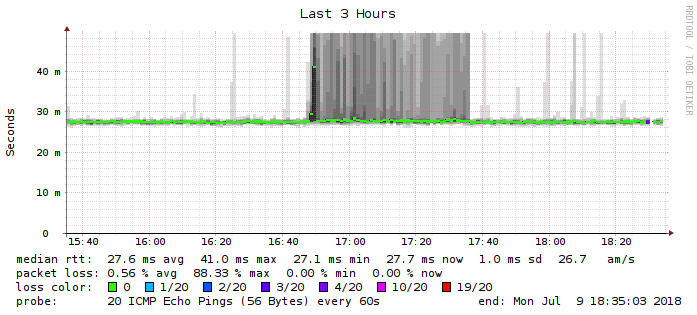 Last 3 Hours
RRDTOOL / TOBI OETIKER
Seconds
40 m
30 m
20 m
10 m
0
15:40 16:00 16:20 16:40 17:00 17:20 17:40 18:00 18:20
median rtt: 27.6 ms avg 41.0 ms max 27.1 ms min 27.7 ms now 1.0 ms sd 26.7 am/s
packet loss: 0.56 % avg 88.33 % max 0.00 % min 0.00 % now
loss color: 0 1/20 2/20 3/20 4/20 10/20 19/20
probe: 20 ICMP Echo Pings (56 Bytes) every 60s end: Mon Jul 9 18:35:03 2018